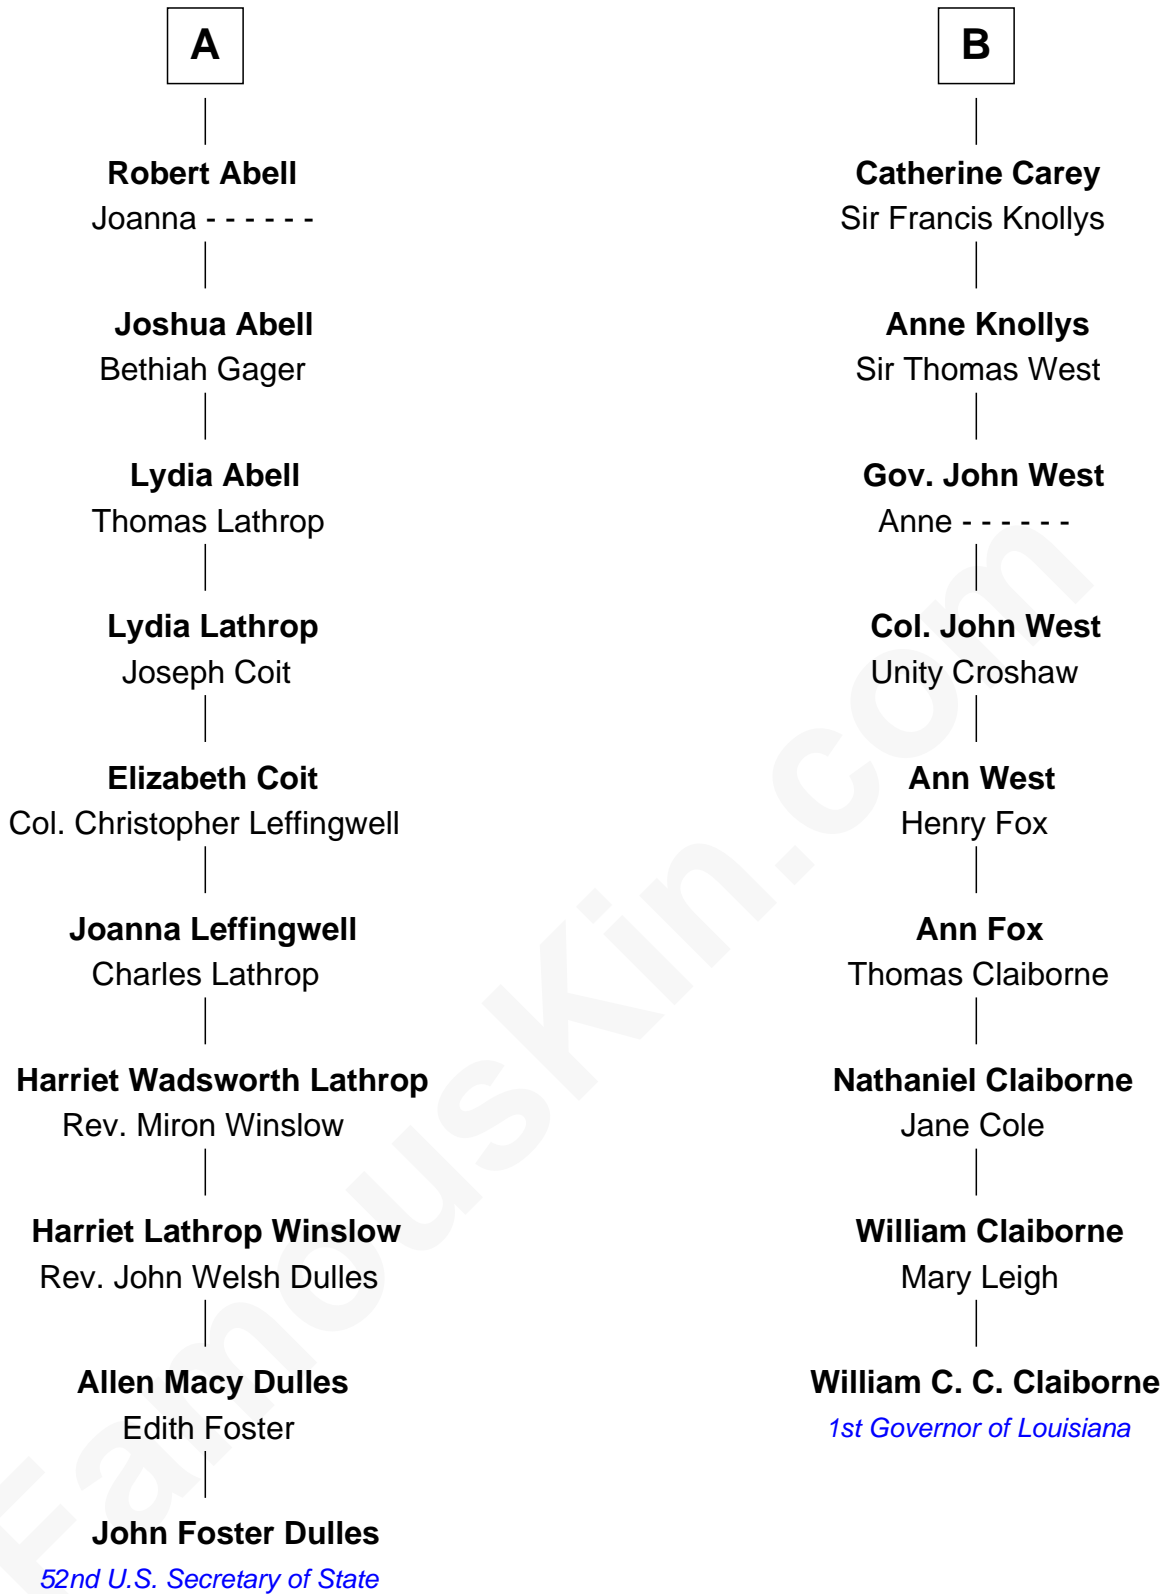 A
Robert Abell
Joanna - - - - - -
Joshua Abell
Bethiah Gager
Lydia Abell
Thomas Lathrop
Lydia Lathrop
Joseph Coit
Elizabeth Coit
Col. Christopher Leffingwell
Joanna Leffingwell
Charles Lathrop
Harriet Wadsworth Lathrop
Rev. Miron Winslow
Harriet Lathrop Winslow
Rev. John Welsh Dulles
Allen Macy Dulles
Edith Foster
John Foster Dulles
52nd U.S. Secretary of State
B
Catherine Carey
Sir Francis Knollys
Anne Knollys
Sir Thomas West
Gov. John West
Anne - - - - - -
Col. John West
Unity Croshaw
Ann West
Henry Fox
Ann Fox
Thomas Claiborne
Nathaniel Claiborne
Jane Cole
William Claiborne
Mary Leigh
William C. C. Claiborne
1st Governor of Louisiana
FamousKin.com